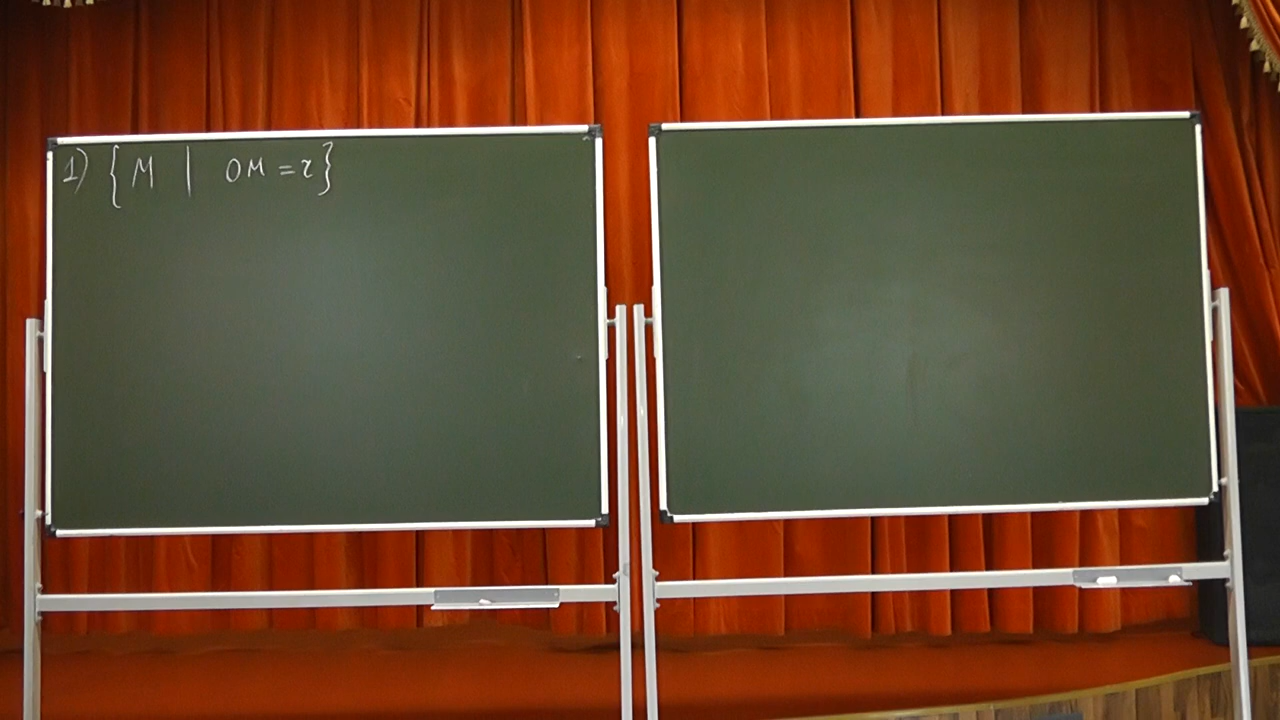 1) { M | OM = r }